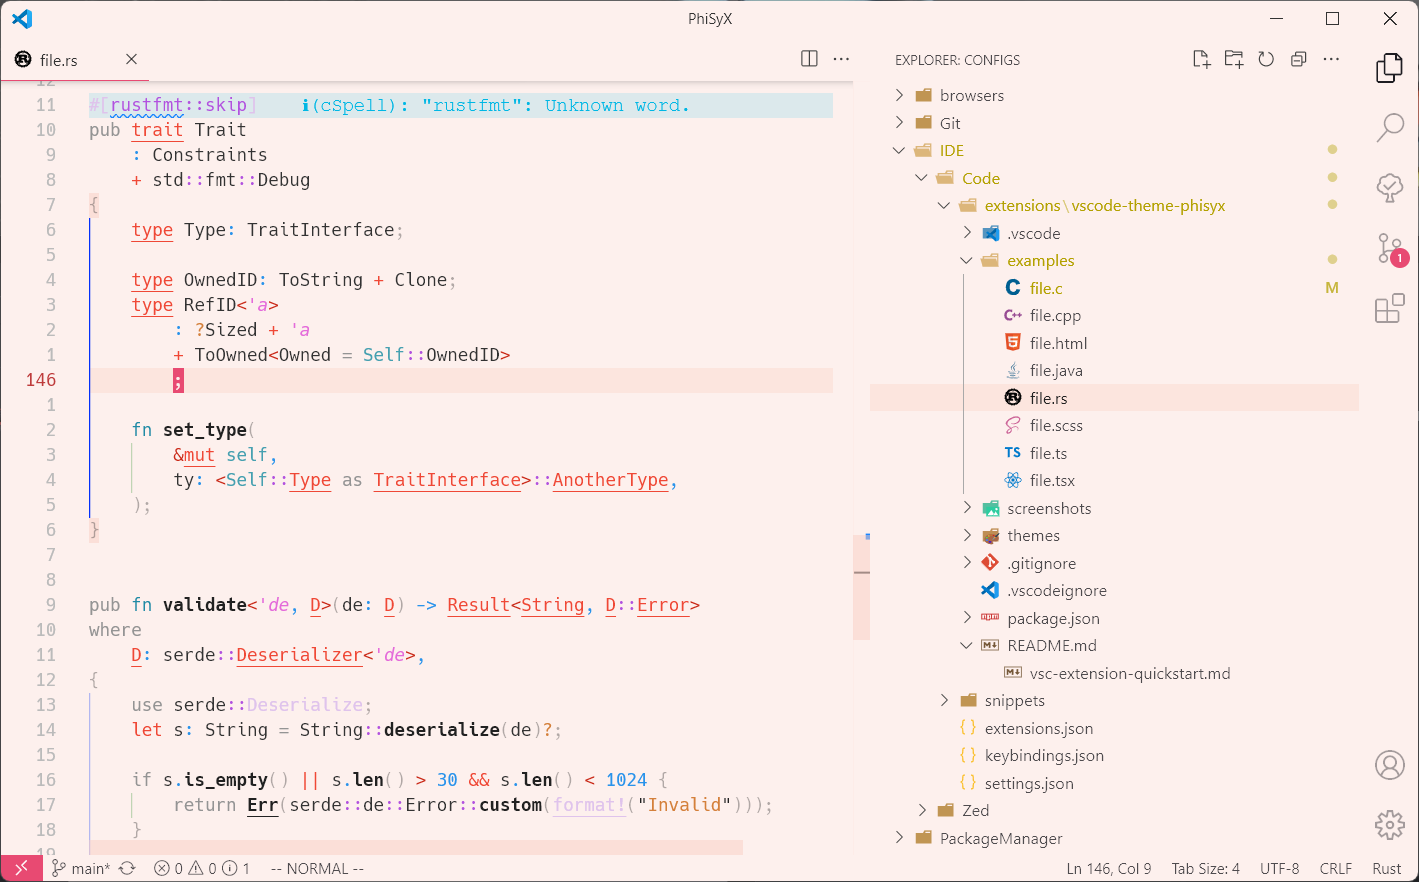 PhiSyX
file.rs
EXPLORER: CONFIGS
12
11 #[rustfmt::skip] i(cSpell): "rustfmt": Unknown word.
10 pub trait Trait
9 : Constraints
8 + std::fmt::Debug
7 {
6 type Type: TraitInterface;
5
4 type OwnedID: ToString + Clone;
3 type RefID<'a>
2 : ?Sized + 'a
1 + ToOwned<Owned = Self::OwnedID>
146 ;
1
2 fn set_type(
3 &mut self,
4 ty: <Self::Type as TraitInterface>::AnotherType,
5 );
6 }
7
8
9 pub fn validate<'de, D>(de: D) -> Result<String, D::Error>
10 where
11 D: serde::Deserializer<'de>,
12 {
13 use serde::Deserialize;
14 let s: String = String::deserialize(de)?;
15
16 if s.is_empty() || s.len() > 30 && s.len() < 1024 {
17 return Err(serde::de::Error::custom(format!("Invalid")));
18 }
19
browsers
Git
IDE
Code
extensions\vscode-theme-phisyx
.vscode
examples
file.c M
file.cpp
file.html
file.java
file.rs
file.scss
TS file.ts
file.tsx
screenshots
themes
.gitignore
.vscodeignore
package.json
README.md
vsc-extension-quickstart.md
snippets
{} extensions.json
{} keybindings.json
{} settings.json
Zed
PackageManager
1
main* 0 0 1 -- NORMAL -- Ln 146, Col 9 Tab Size: 4 UTF-8 CRLF Rust